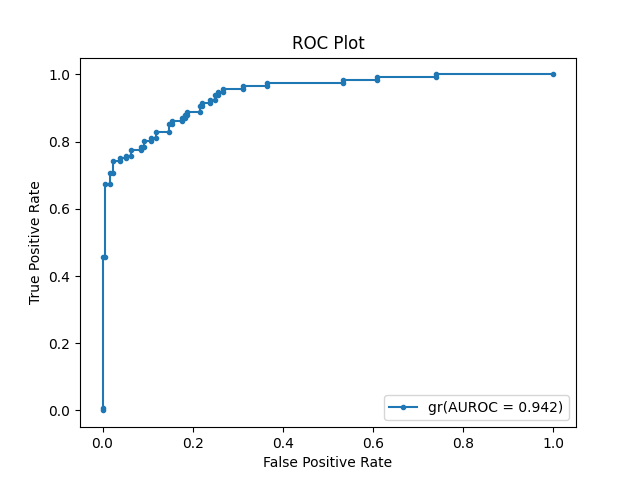 ROC Plot
1.0
0.8
0.6
0.4
0.2
0.0
True Positive Rate
gr(AUROC = 0.942)
0.0 0.2 0.4 0.6 0.8 1.0
False Positive Rate